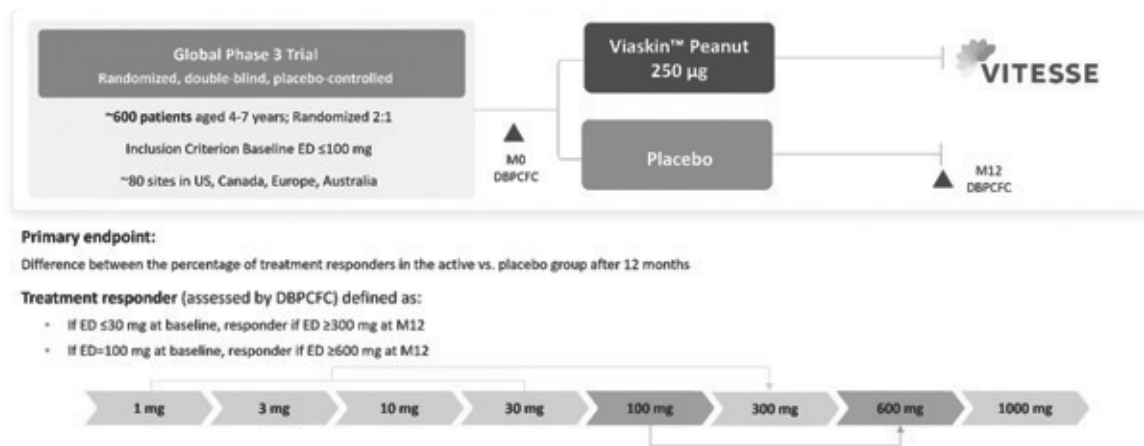 Global Phase 3 Trial
Randomized, double-blind, placebo-controlled
~600 patients aged 4-7 years; Randomized 2:1
Inclusion Criterion Baseline ED ≤100 mg
~80 sites in US, Canada, Europe, Australia
M0
DBPCFC
Viaskin™ Peanut
250 µg
Placebo
VITESSE
M12
DBPCFC
Primary endpoint:
Difference between the percentage of treatment responders in the active vs. placebo group after 12 months
Treatment responder (assessed by DBPCFC) defined as:
• If ED ≤30 mg at baseline, responder if ED ≥300 mg at M12
• If ED=100 mg at baseline, responder if ED ≥600 mg at M12
1 mg 3 mg 10 mg 30 mg 100 mg 300 mg 600 mg 1000 mg